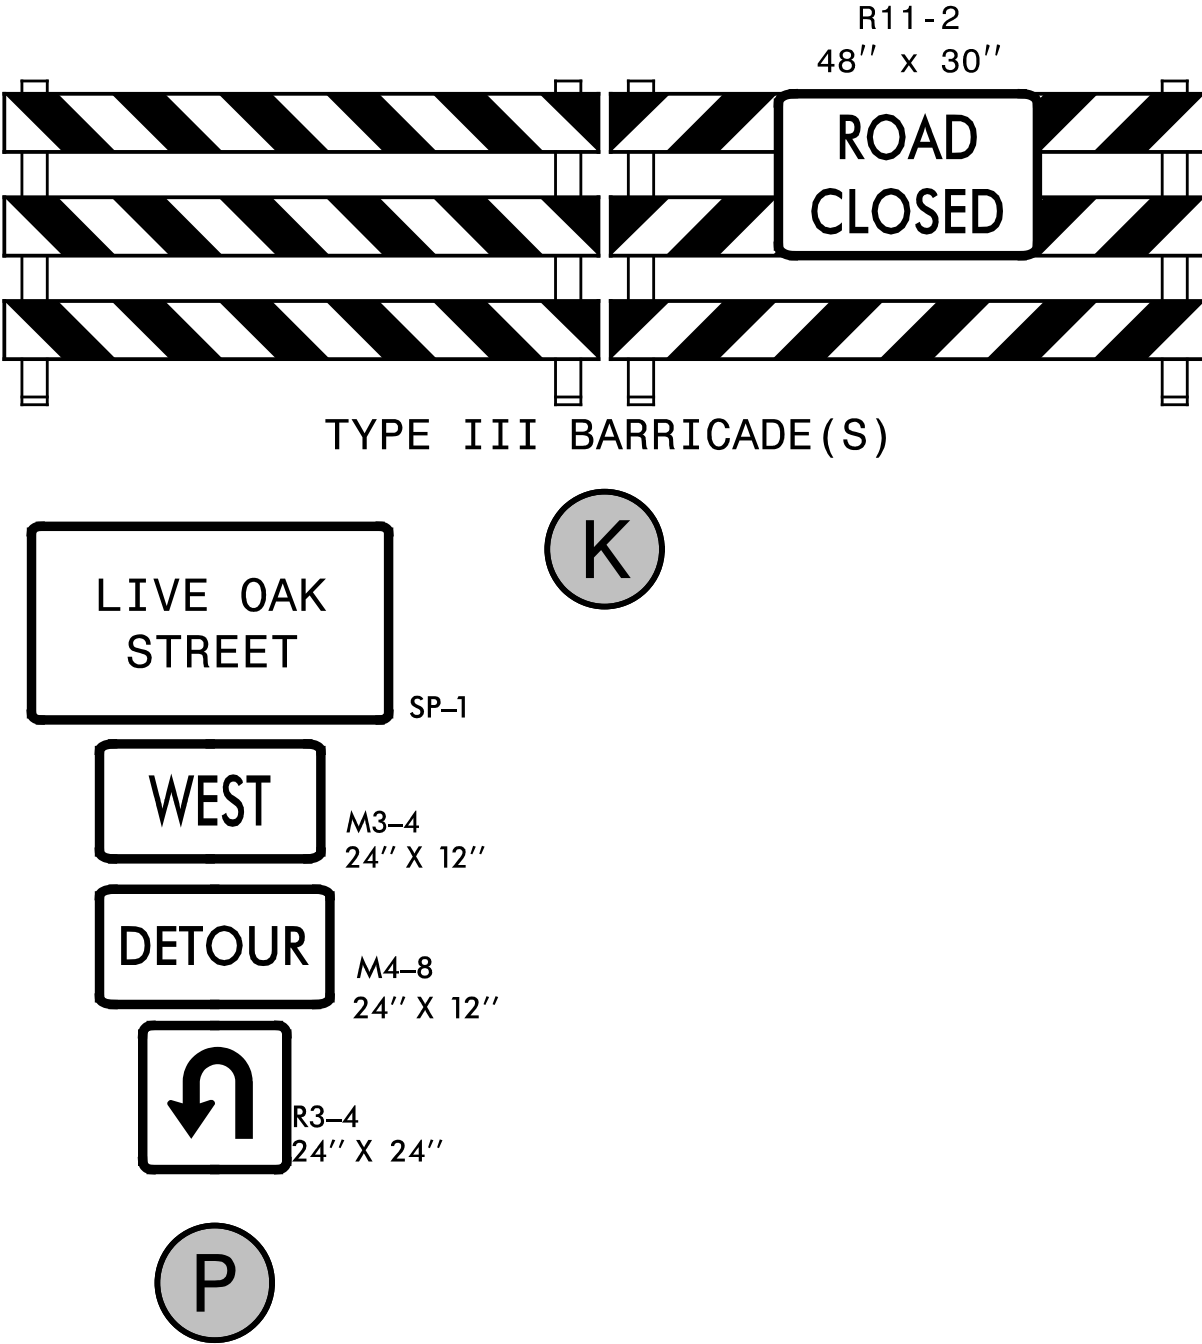 R11-2
48" x 30"
ROAD
CLOSED
TYPE III BARRICADE(S)
K
LIVE OAK
STREET
SP-1
WEST
M3-4
24" X 12"
DETOUR
M4-8
24" X 12"
R3-4
24" X 24"
P